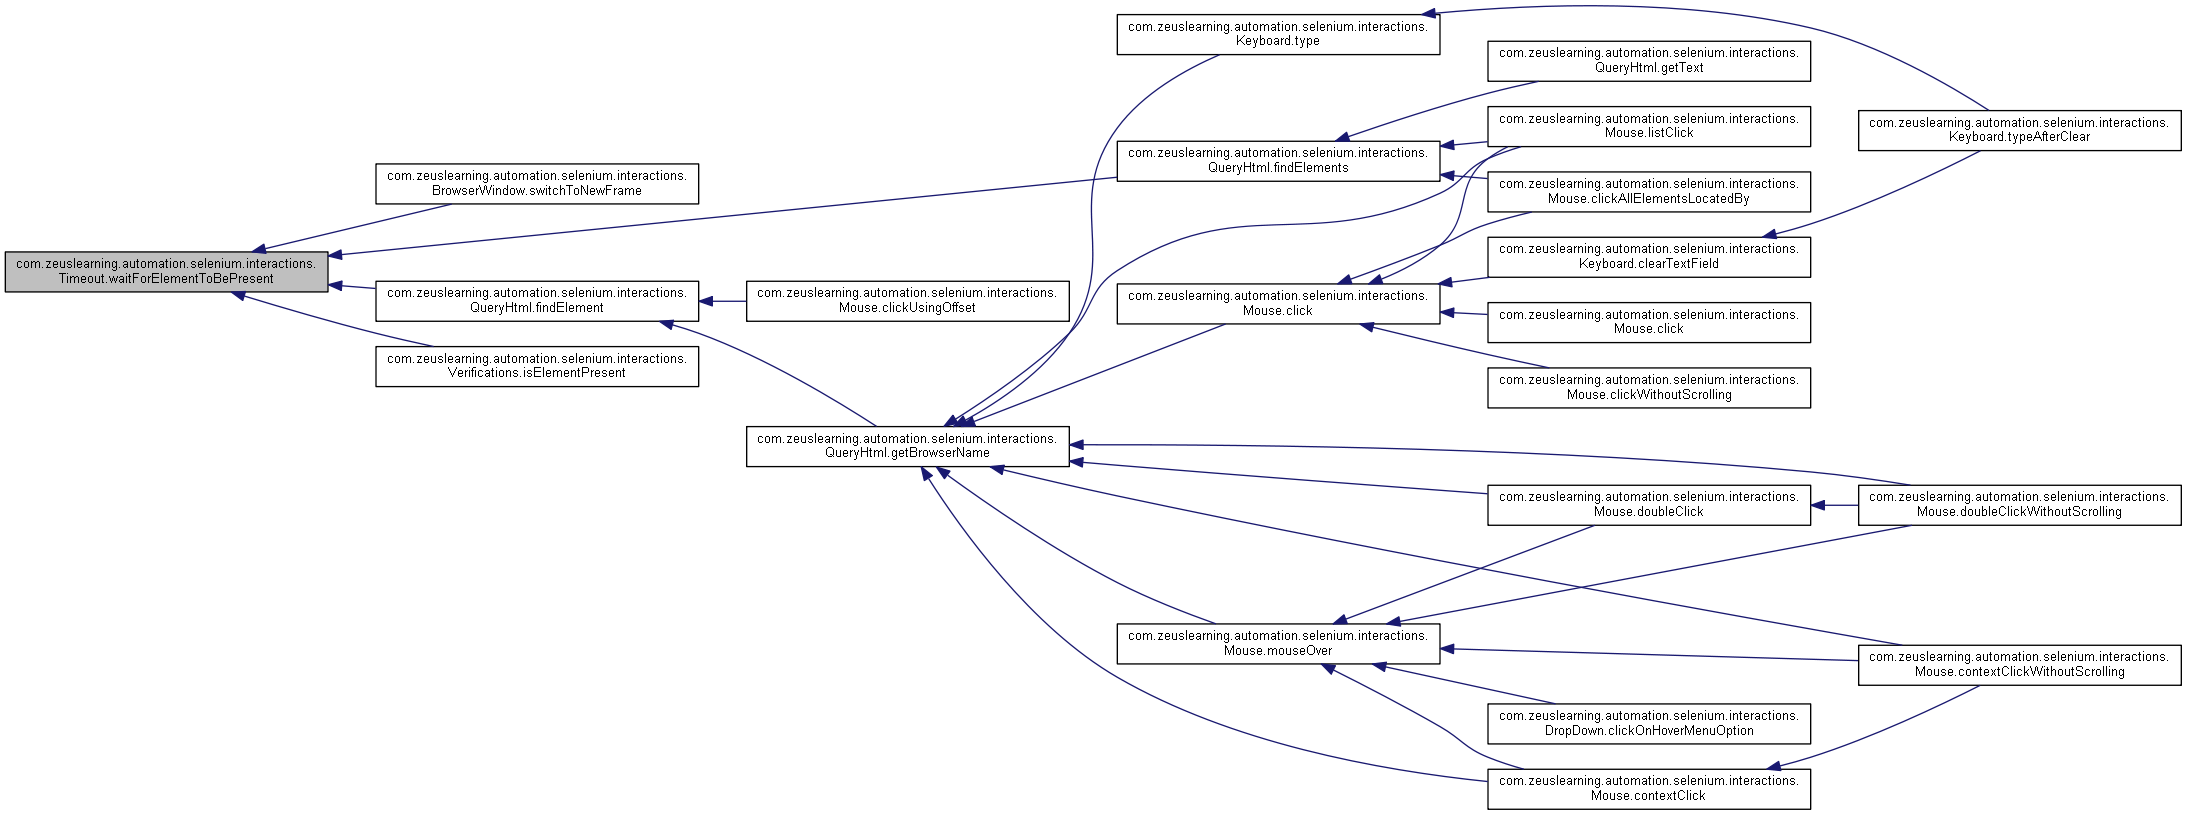 com.zeuslearning.automation.selenium.interactions.
Timeout.waitForElementToBePresent
com.zeuslearning.automation.selenium.interactions.
BrowserWindow.switchToNewFrame
com.zeuslearning.automation.selenium.interactions.
QueryHtml.findElement
com.zeuslearning.automation.selenium.interactions.
Verifications.isElementPresent
com.zeuslearning.automation.selenium.interactions.
Mouse.clickUsingOffset
com.zeuslearning.automation.selenium.interactions.
QueryHtml.getBrowserName
com.zeuslearning.automation.selenium.interactions.
Keyboard.type
com.zeuslearning.automation.selenium.interactions.
QueryHtml.findElements
com.zeuslearning.automation.selenium.interactions.
Mouse.click
com.zeuslearning.automation.selenium.interactions.
Mouse.mouseOver
com.zeuslearning.automation.selenium.interactions.
QueryHtml.getText
com.zeuslearning.automation.selenium.interactions.
Mouse.listClick
com.zeuslearning.automation.selenium.interactions.
Mouse.clickAllElementsLocatedBy
com.zeuslearning.automation.selenium.interactions.
Keyboard.clearTextField
com.zeuslearning.automation.selenium.interactions.
Mouse.click
com.zeuslearning.automation.selenium.interactions.
Mouse.clickWithoutScrolling
com.zeuslearning.automation.selenium.interactions.
Mouse.doubleClick
com.zeuslearning.automation.selenium.interactions.
DropDown.clickOnHoverMenuOption
com.zeuslearning.automation.selenium.interactions.
Mouse.contextClick
com.zeuslearning.automation.selenium.interactions.
Keyboard.typeAfterClear
com.zeuslearning.automation.selenium.interactions.
Mouse.doubleClickWithoutScrolling
com.zeuslearning.automation.selenium.interactions.
Mouse.contextClickWithoutScrolling